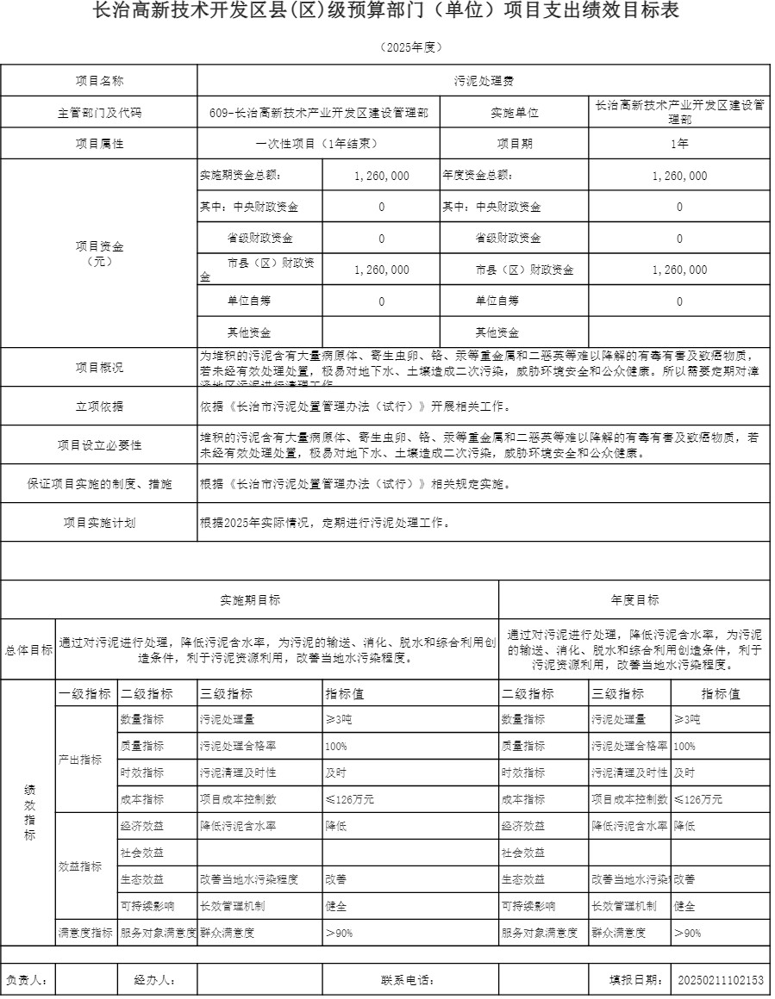 长治高新技术开发区县(区)级预算部门（单位）项目支出绩效目标表
（2025年度）
项目名称 污泥处理费
主管部门及代码 609-长治高新技术产业开发区建设管理部 实施单位 长治高新技术产业开发区建设管
理部
项目属性 一次性项目（1年结束） 项目期 1年
项目资金
（元）
实施期资金总额： 1,260,000 年度资金总额： 1,260,000
其中：中央财政资金 0 其中：中央财政资金 0
省级财政资金 0 省级财政资金 0
市县（区）财政资
金 1,260,000 市县（区）财政资金 1,260,000
单位自筹 0 单位自筹 0
其他资金 其他资金
项目概况 为堆积的污泥含有大量病原体、寄生虫卵、铬、汞等重金属和二恶英等难以降解的有毒有害及致癌物质，
若未经有效处理处置，极易对地下水、土壤造成二次污染，威胁环境安全和公众健康。所以需要定期对漳
泽地区污泥进行清理工作
立项依据 依据《长治市污泥处置管理办法（试行）》开展相关工作。
项目设立必要性 堆积的污泥含有大量病原体、寄生虫卵、铬、汞等重金属和二恶英等难以降解的有毒有害及致癌物质，若
未经有效处理处置，极易对地下水、土壤造成二次污染，威胁环境安全和公众健康。
保证项目实施的制度、措施 根据《长治市污泥处置管理办法（试行）》相关规定实施。
项目实施计划 根据2025年实际情况，定期进行污泥处理工作。
实施期目标 年度目标
总体目标 通过对污泥进行处理，降低污泥含水率，为污泥的输送、消化、脱水和综合利用创
造条件，利于污泥资源利用，改善当地水污染程度。
通过对污泥进行处理，降低污泥含水率，为污泥
的输送、消化、脱水和综合利用创造条件，利于
污泥资源利用，改善当地水污染程度。
绩
效
指
标
一级指标 二级指标 三级指标 指标值 二级指标 三级指标 指标值
产出指标
数量指标 污泥处理量 ≥3吨 数量指标 污泥处理量 ≥3吨
质量指标 污泥处理合格率 100% 质量指标 污泥处理合格率 100%
时效指标 污泥清理及时性 及时 时效指标 污泥清理及时性 及时
成本指标 项目成本控制数 ≤126万元 成本指标 项目成本控制数 ≤126万元
效益指标
经济效益 降低污泥含水率 降低 经济效益 降低污泥含水率 降低
社会效益 社会效益
生态效益 改善当地水污染程度 改善 生态效益 改善当地水污染 改善
可持续影响 长效管理机制 健全 可持续影响 长效管理机制 健全
满意度指标 服务对象满意度 群众满意度 >90% 服务对象满意度 群众满意度 >90%
负责人： 经办人： 联系电话： 填报日期： 20250211102153